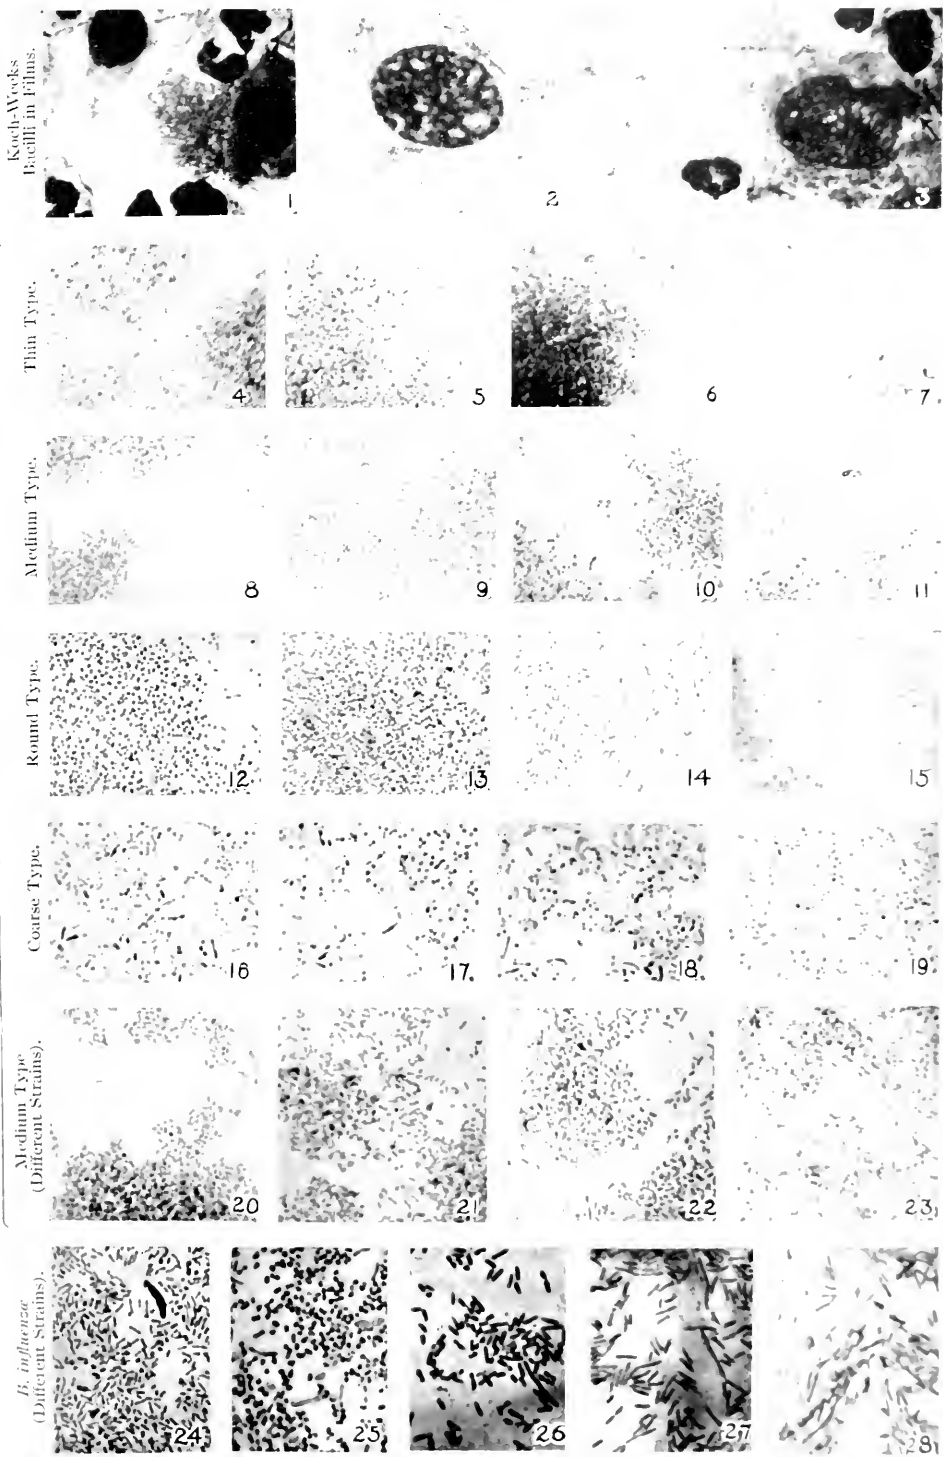 Koch-Weeks
Bacilli in Films.
1
2
3
Thin Type.
4
5
6
7
Medium Type.
8
9
10
11
Round Type.
12
13
14
15
Coarse Type.
16
17
18
19
Medium Type
(Different Strains).
20
21
22
23
B. influenzae
(Different Strains).
24
25
26
27
28